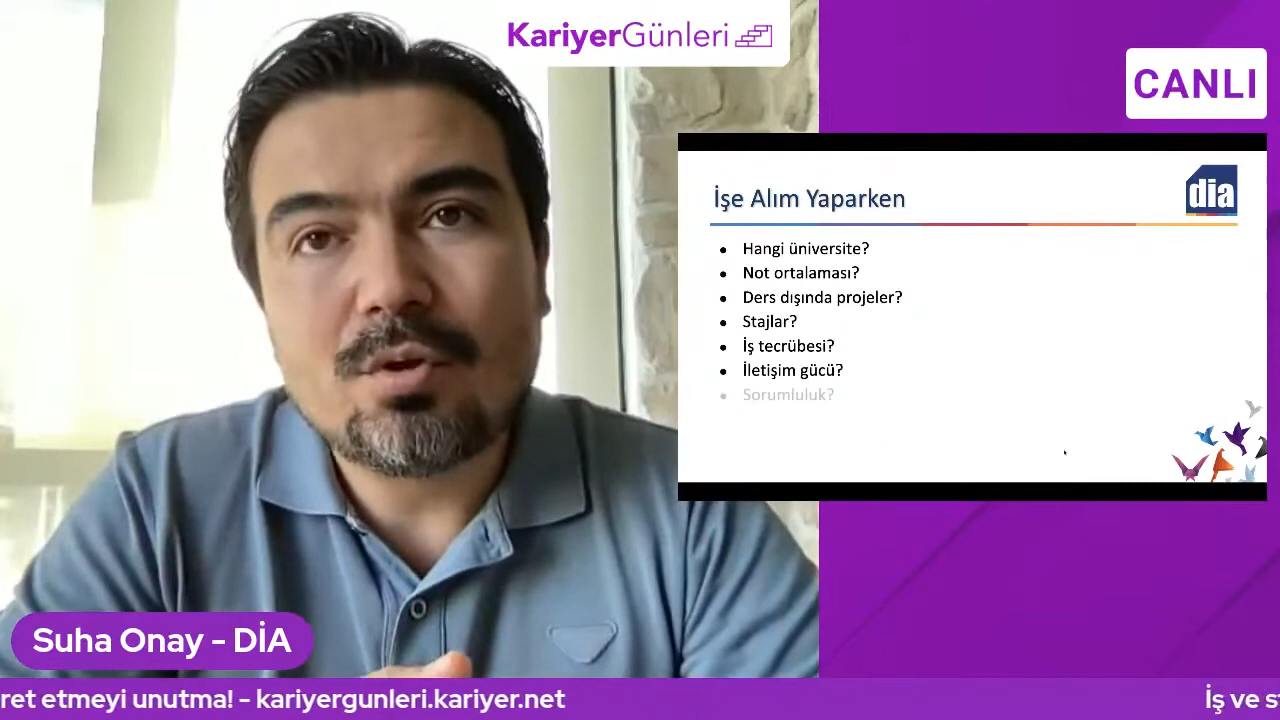 KariyerGünleri
CANLI
dia
İşe Alım Yaparken
• Hangi üniversite?
• Not ortalaması?
• Ders dışında projeler?
• Stajlar?
• İş tecrübesi?
• İletişim gücü?
• Sorumluluk?
Suha Onay - DİA
ret etmeyi unutma! - kariyergunleri.kariyer.net
İş ve